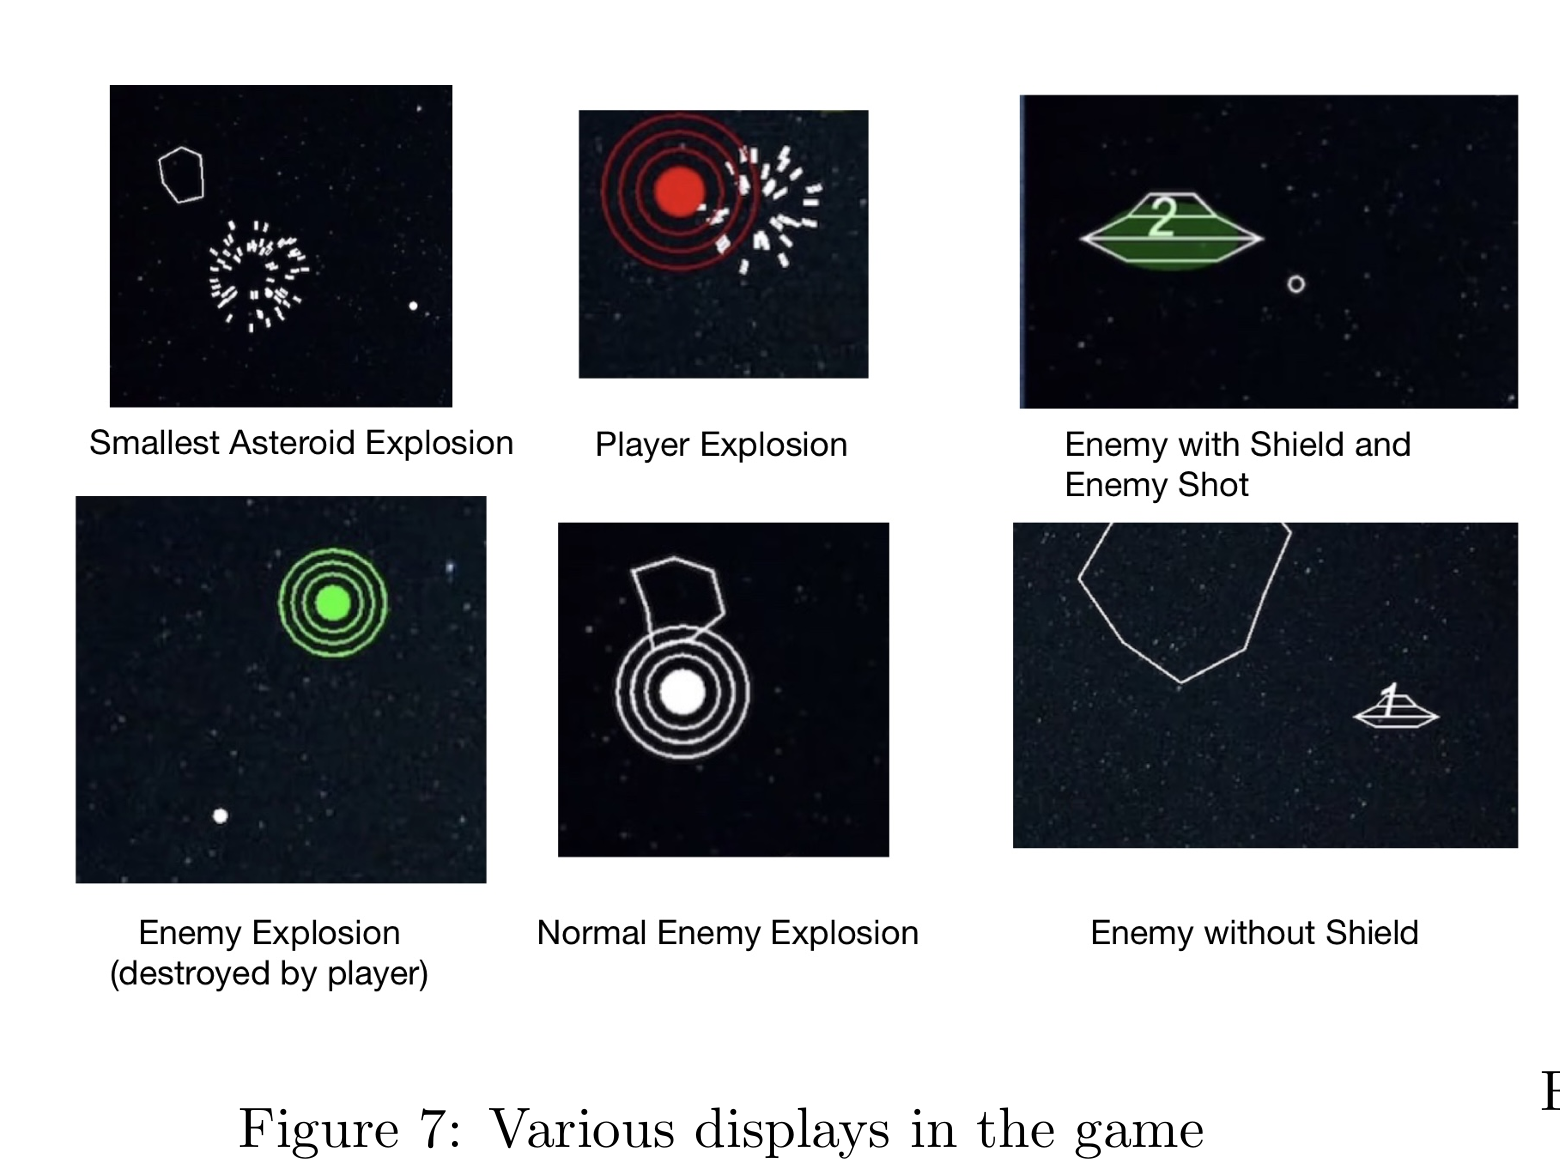 2
Smallest Asteroid Explosion
Player Explosion
Enemy with Shield and
Enemy Shot
1
Enemy Explosion
(destroyed by player)
Normal Enemy Explosion
Enemy without Shield
Figure 7: Various displays in the game